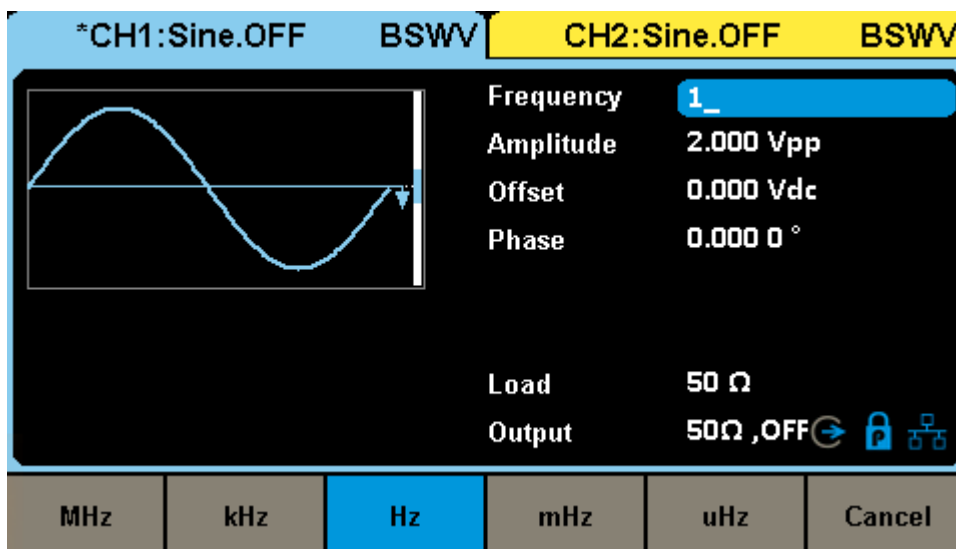 *CH1:Sine.OFF BSWV CH2:Sine.OFF BSWV
Frequency 1_
Amplitude 2.000 Vpp
Offset 0.000 Vdc
Phase 0.000 0 °
Load 50 Ω
Output 50Ω ,OFF P
MHz kHz Hz mHz uHz Cancel